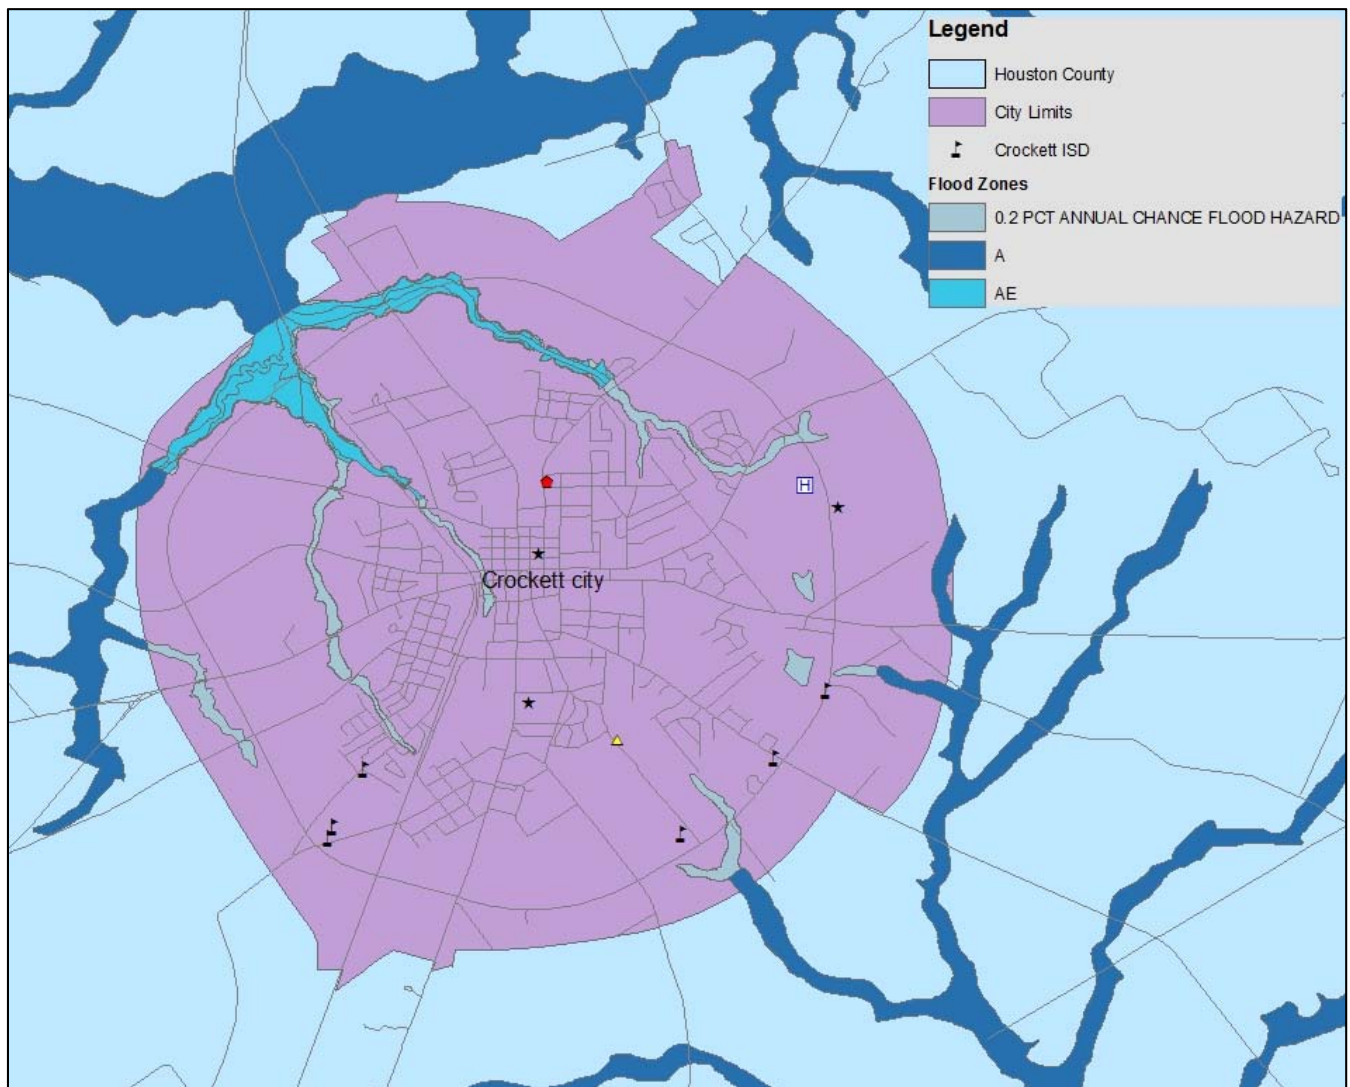 Legend
Houston County
City Limits
Crockett ISD
Flood Zones
0.2 PCT ANNUAL CHANCE FLOOD HAZARD
A
AE
H
Crockett city